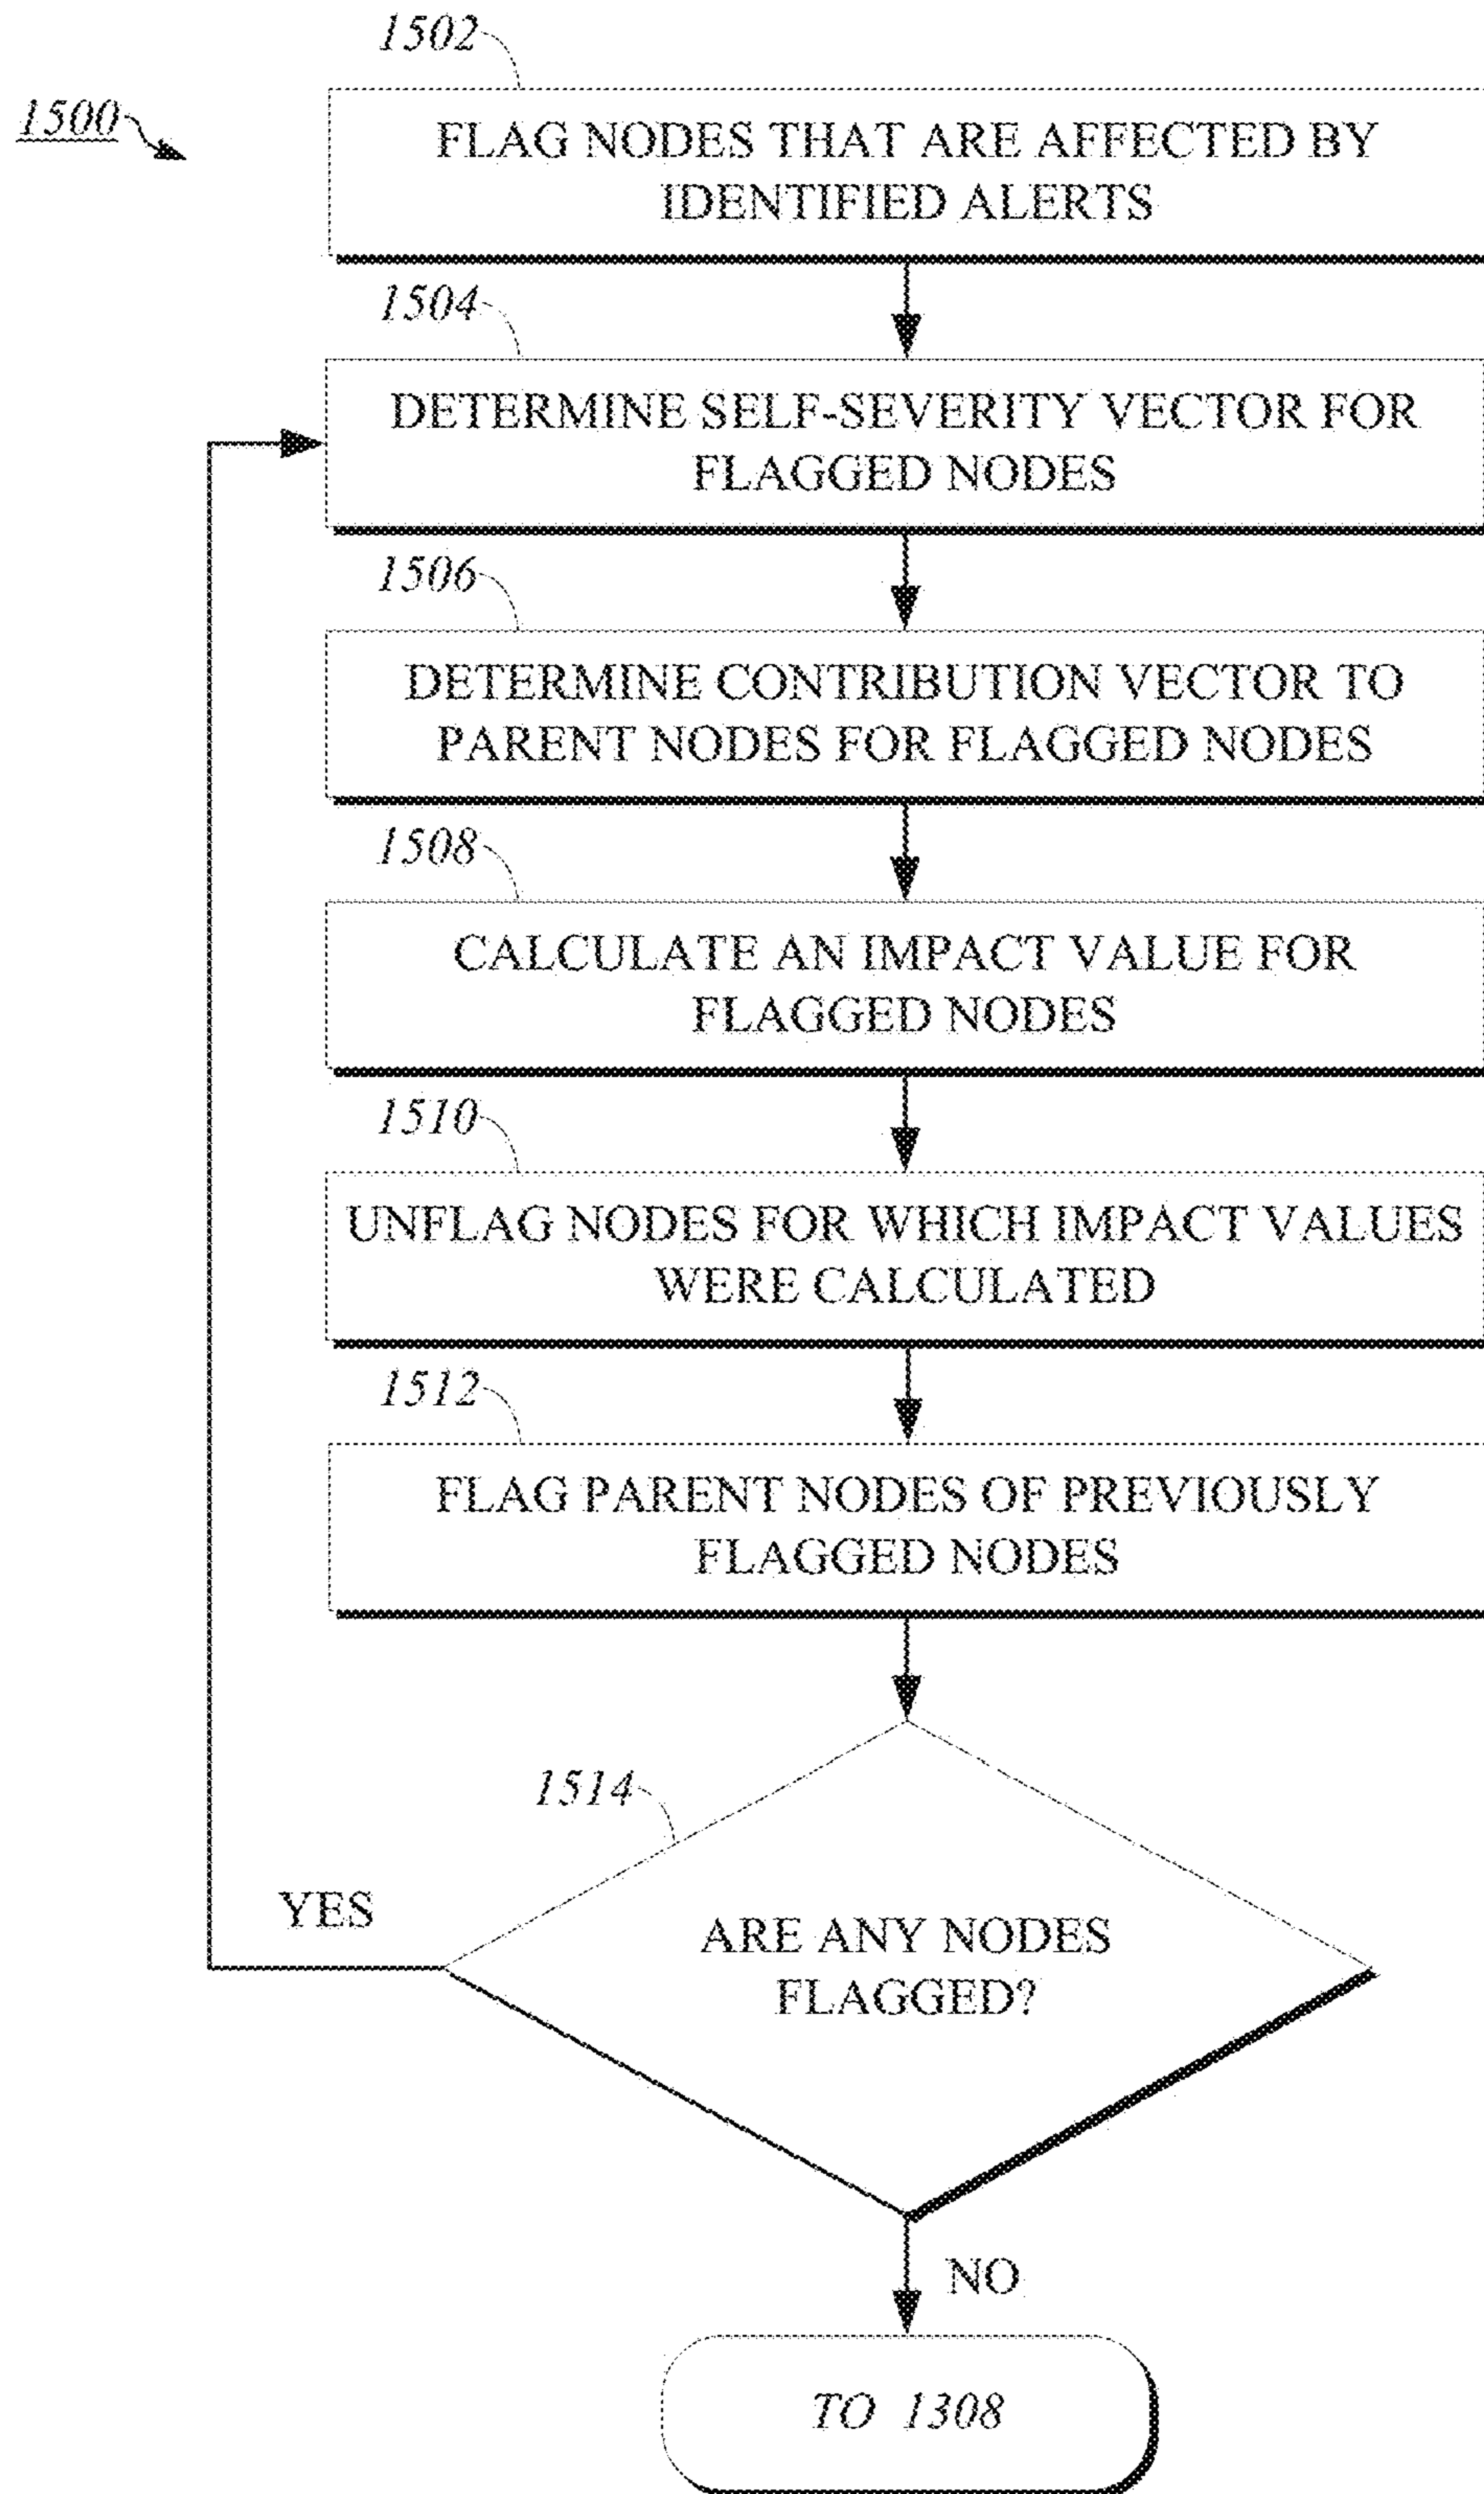 1502
1500
FLAG NODES THAT ARE AFFECTED BY
IDENTIFIED ALERTS
1504
DETERMINE SELF-SEVERITY VECTOR FOR
FLAGGED NODES
1506
DETERMINE CONTRIBUTION VECTOR TO
PARENT NODES FOR FLAGGED NODES
1508
CALCULATE AN IMPACT VALUE FOR
FLAGGED NODES
1510
UNFLAG NODES FOR WHICH IMPACT VALUES
WERE CALCULATED
1512
FLAG PARENT NODES OF PREVIOUSLY
FLAGGED NODES
1514
YES
ARE ANY NODES
FLAGGED?
NO
TO 1308